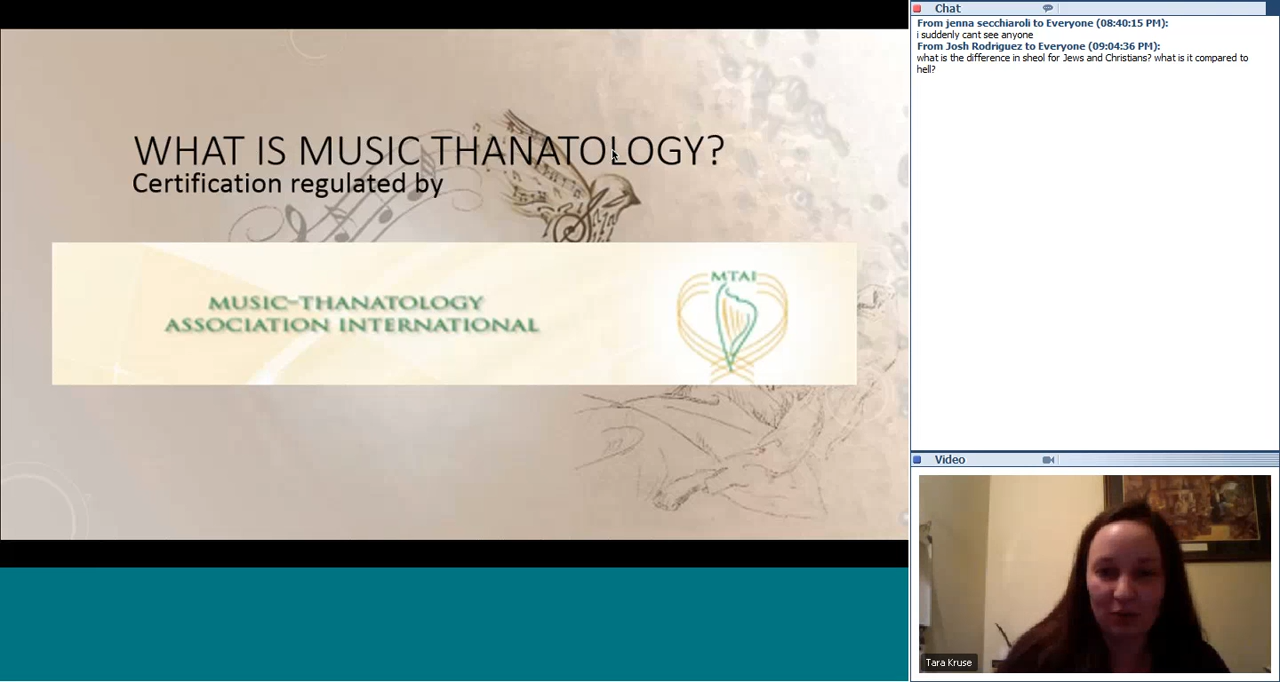 WHAT IS MUSIC THANATOLOGY?
Certification regulated by
MUSIC-THANATOLOGY
ASSOCIATION INTERNATIONAL
MTAI
Chat
From jenna secchiaroli to Everyone (08:40:15 PM):
i suddenly cant see anyone
From Josh Rodriguez to Everyone (09:04:36 PM):
what is the difference in sheol for Jews and Christians? what is it compared to
hell?
Video
Tara Kruse